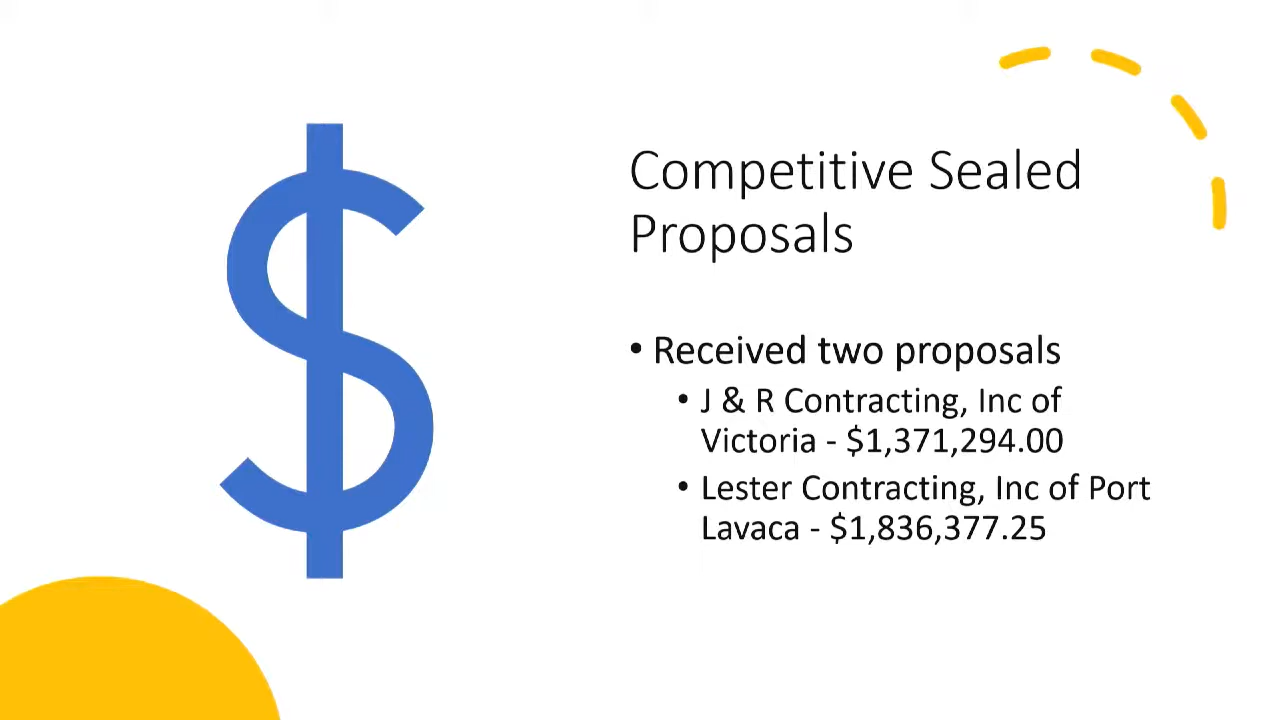 Competitive Sealed
Proposals
• Received two proposals
• J & R Contracting, Inc of
Victoria - $1,371,294.00
• Lester Contracting, Inc of Port
Lavaca - $1,836,377.25